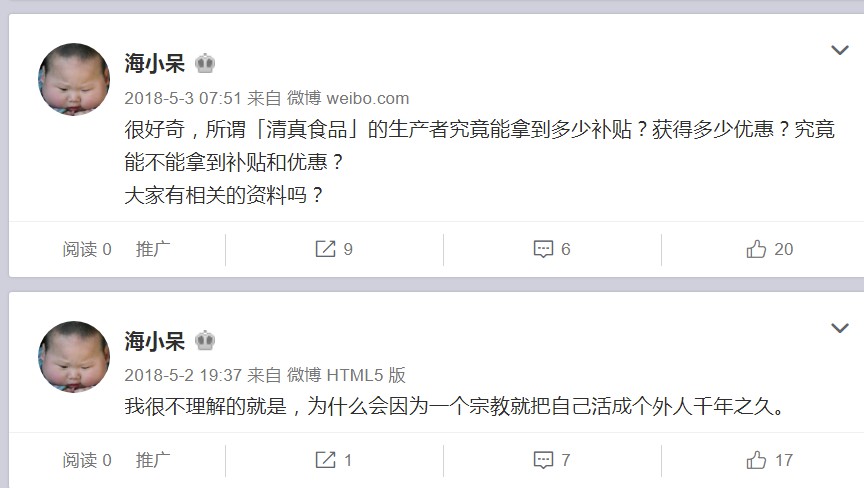 海小呆
2018-5-3 07:51 来自 微博 weibo.com
很好奇，所谓「清真食品」的生产者究竟能拿到多少补贴？获得多少优惠？究竟
能不能拿到补贴和优惠？
大家有相关的资料吗？
阅读 0 推广 9 6 20
海小呆
2018-5-2 19:37 来自 微博 HTML5 版
我很不理解的就是，为什么会因为一个宗教就把自己活成个外人千年之久。
阅读 0 推广 1 7 17